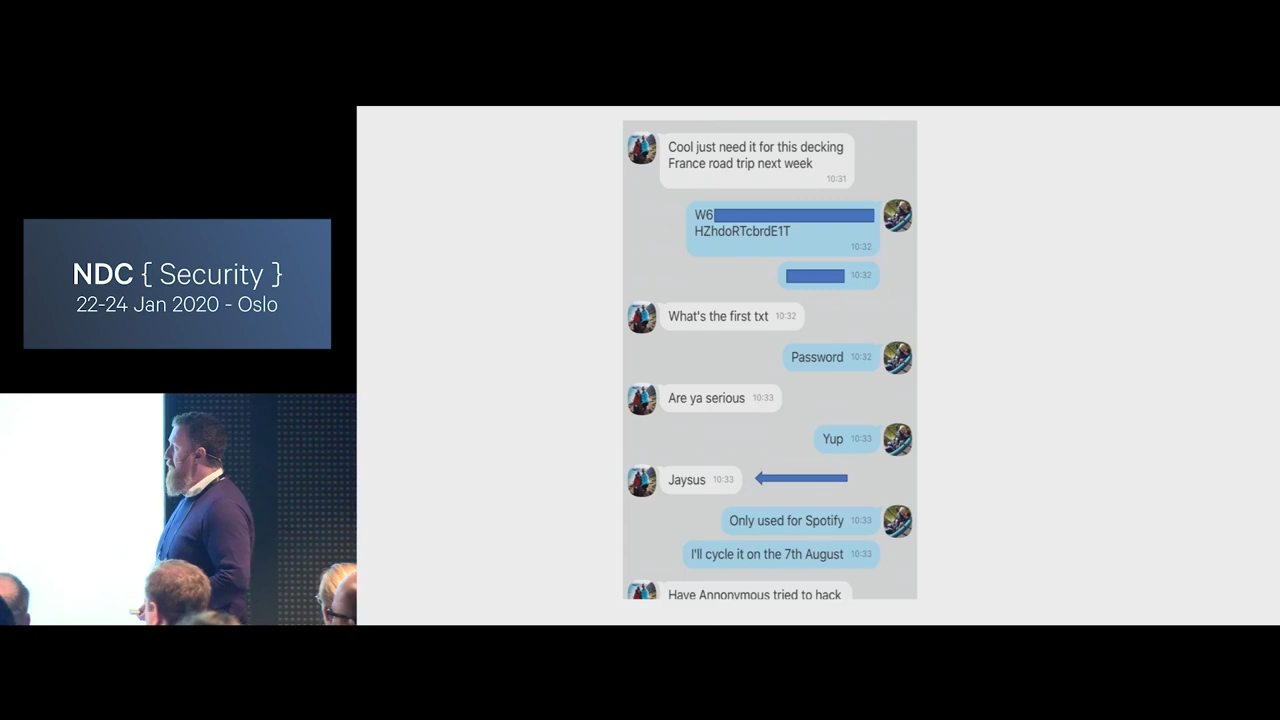 NDC { Security }
22-24 Jan 2020 - Oslo
Cool just need it for this decking
France road trip next week
10:31
W6
HZhdoRTcbrdE1T
10:32
10:32
What's the first txt 10:32
Password 10:32
Are ya serious 10:33
Yup 10:33
Jaysus 10:33
Only used for Spotify 10:33
I'll cycle it on the 7th August 10:33
Have Annonymous tried to hack